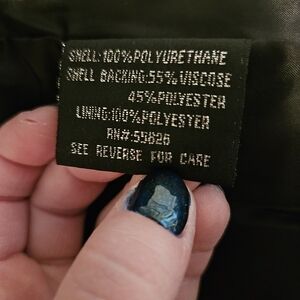 SHELL:100%POLYURETHANE
SHELL BACKING:55%VISCOSE
45%POLYESTER
LINING:100%POLYESTER
RN#:55626
SEE REVERSE FOR CARE